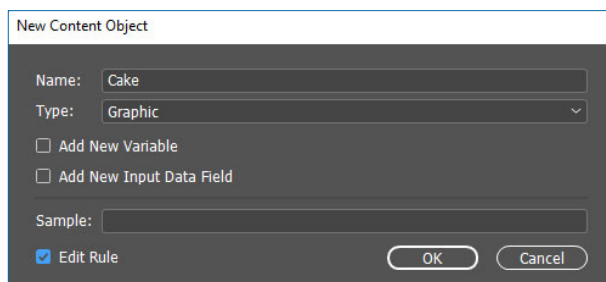 New Content Object
Name: Cake
Type: Graphic
Add New Variable
Add New Input Data Field
Sample:
Edit Rule OK Cancel